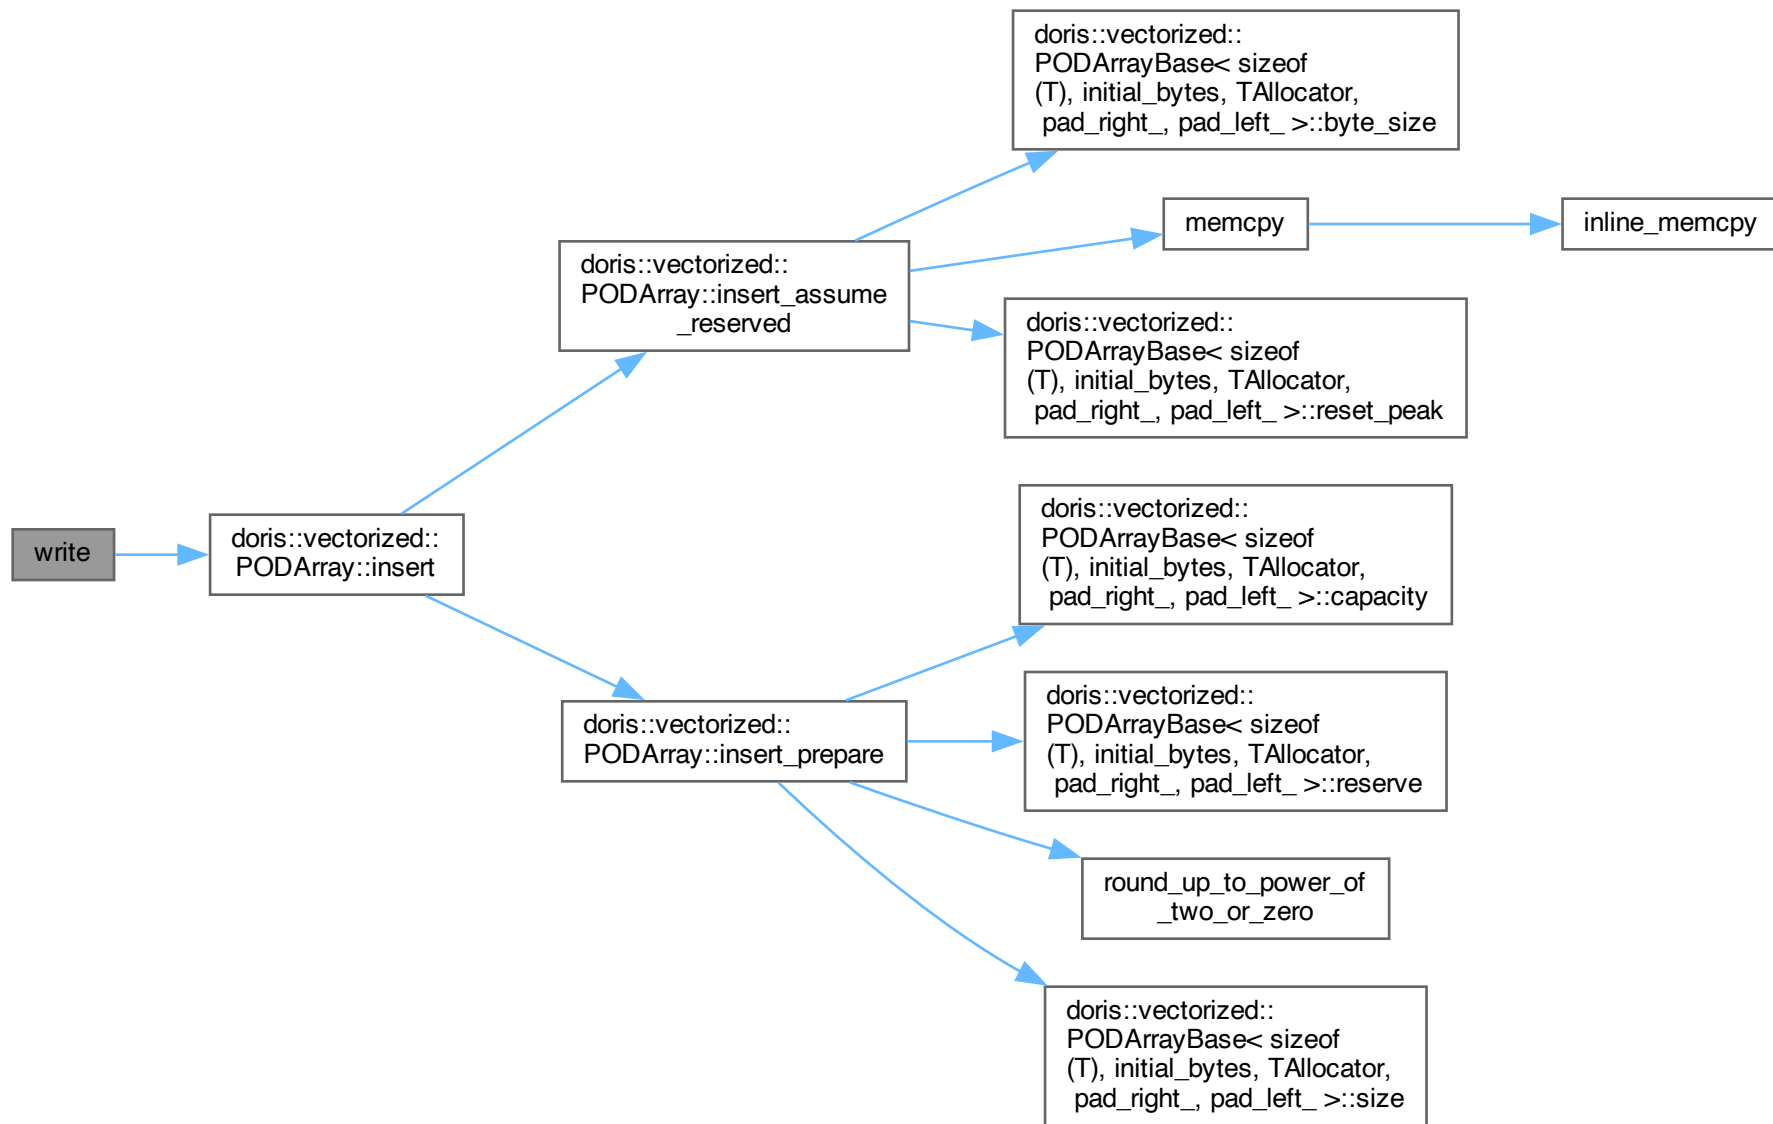 doris::vectorized::
PODArrayBase< sizeof
(T), initial_bytes, TAllocator,
pad_right_, pad_left_ >::byte_size
memcpy
inline_memcpy
doris::vectorized::
PODArray::insert_assume
_reserved
doris::vectorized::
PODArrayBase< sizeof
(T), initial_bytes, TAllocator,
pad_right_, pad_left_ >::reset_peak
write
doris::vectorized::
PODArray::insert
doris::vectorized::
PODArrayBase< sizeof
(T), initial_bytes, TAllocator,
pad_right_, pad_left_ >::capacity
doris::vectorized::
PODArray::insert_prepare
doris::vectorized::
PODArrayBase< sizeof
(T), initial_bytes, TAllocator,
pad_right_, pad_left_ >::reserve
round_up_to_power_of
_two_or_zero
doris::vectorized::
PODArrayBase< sizeof
(T), initial_bytes, TAllocator,
pad_right_, pad_left_ >::size